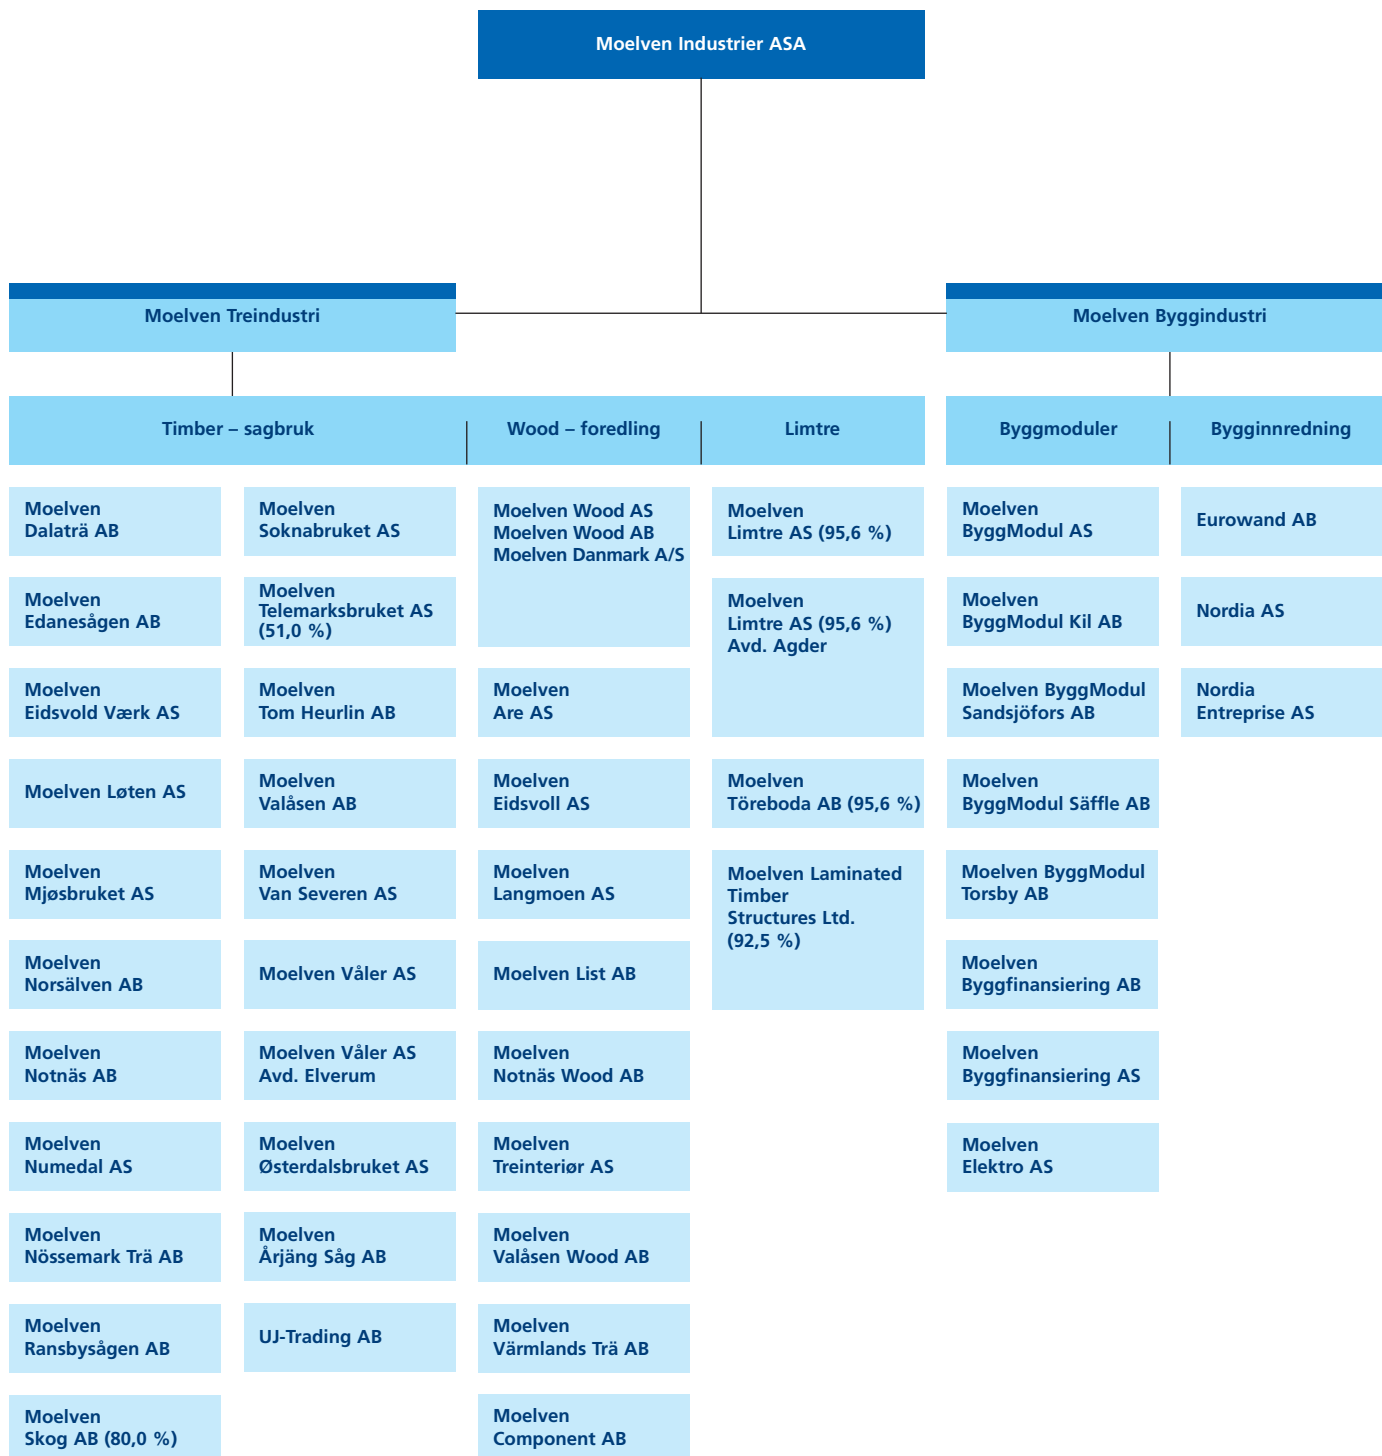 Moelven Industrier ASA
Moelven Treindustri
Moelven Byggindustri
Timber – sagbruk
Wood – foredling
Limtre
Byggmoduler
Bygginnredning
Moelven
Dalaträ AB
Moelven
Edanesågen AB
Moelven
Eidsvold Værk AS
Moelven Løten AS
Moelven
Mjøsbruket AS
Moelven
Norsälven AB
Moelven
Notnäs AB
Moelven
Numedal AS
Moelven
Nössemark Trä AB
Moelven
Ransbysågen AB
Moelven
Skog AB (80,0 %)
Moelven
Soknabruket AS
Moelven
Telemarksbruket AS
(51,0 %)
Moelven
Tom Heurlin AB
Moelven
Valåsen AB
Moelven
Van Severen AS
Moelven Våler AS
Moelven Våler AS
Avd. Elverum
Moelven
Østerdalsbruket AS
Moelven
Årjäng Såg AB
UJ-Trading AB
Moelven Wood AS
Moelven Wood AB
Moelven Danmark A/S
Moelven
Are AS
Moelven
Eidsvoll AS
Moelven
Langmoen AS
Moelven List AB
Moelven
Notnäs Wood AB
Moelven
Treinteriør AS
Moelven
Valåsen Wood AB
Moelven
Värmlands Trä AB
Moelven
Component AB
Moelven
Limtre AS (95,6 %)
Moelven
Limtre AS (95,6 %)
Avd. Agder
Moelven
Töreboda AB (95,6 %)
Moelven Laminated
Timber
Structures Ltd.
(92,5 %)
Moelven
ByggModul AS
Moelven
ByggModul Kil AB
Moelven ByggModul
Sandsjöfors AB
Moelven
ByggModul Säffle AB
Moelven ByggModul
Torsby AB
Moelven
Byggfinansiering AB
Moelven
Byggfinansiering AS
Moelven
Elektro AS
Eurowand AB
Nordia AS
Nordia
Entreprise AS